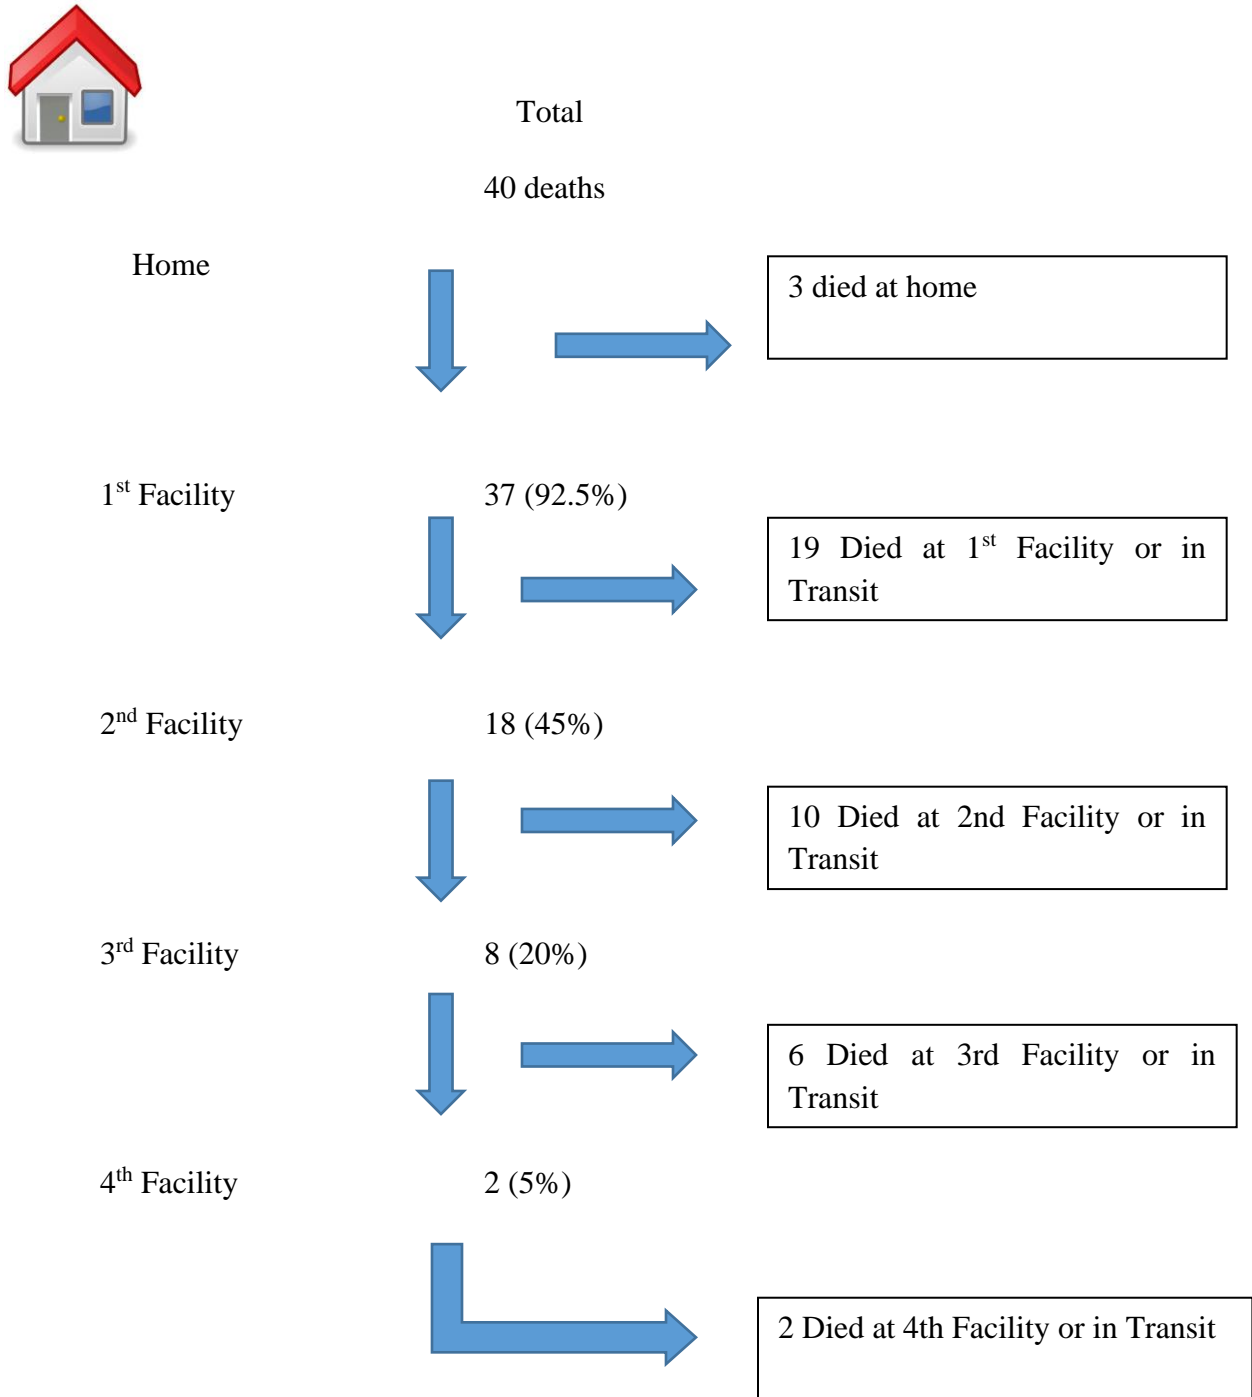 Total
40 deaths
Home
3 died at home
1st Facility
37 (92.5%)
19 Died at 1st Facility or in
Transit
2nd Facility
18 (45%)
10 Died at 2nd Facility or in
Transit
3rd Facility
8 (20%)
6 Died at 3rd Facility or in
Transit
4th Facility
2 (5%)
2 Died at 4th Facility or in Transit